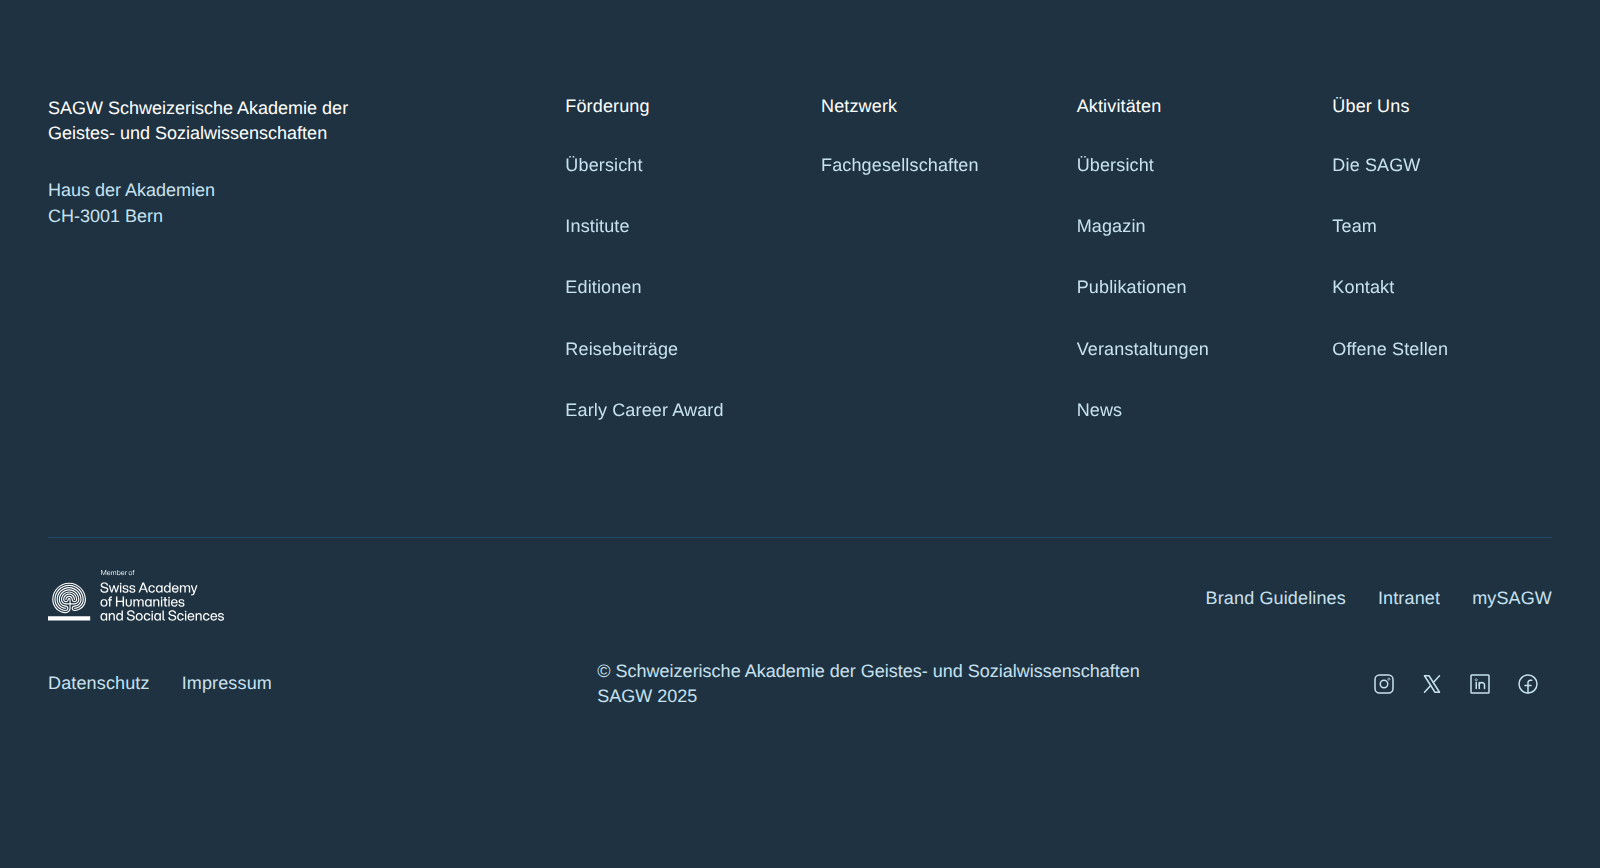 SAGW Schweizerische Akademie der
Geistes- und Sozialwissenschaften
Haus der Akademien
CH-3001 Bern
Förderung
Übersicht
Institute
Editionen
Reisebeiträge
Early Career Award
Netzwerk
Fachgesellschaften
Aktivitäten
Übersicht
Magazin
Publikationen
Veranstaltungen
News
Über Uns
Die SAGW
Team
Kontakt
Offene Stellen
Member of
Swiss Academy
of Humanities
and Social Sciences
Brand Guidelines
Intranet
mySAGW
Datenschutz
Impressum
© Schweizerische Akademie der Geistes- und Sozialwissenschaften
SAGW 2025